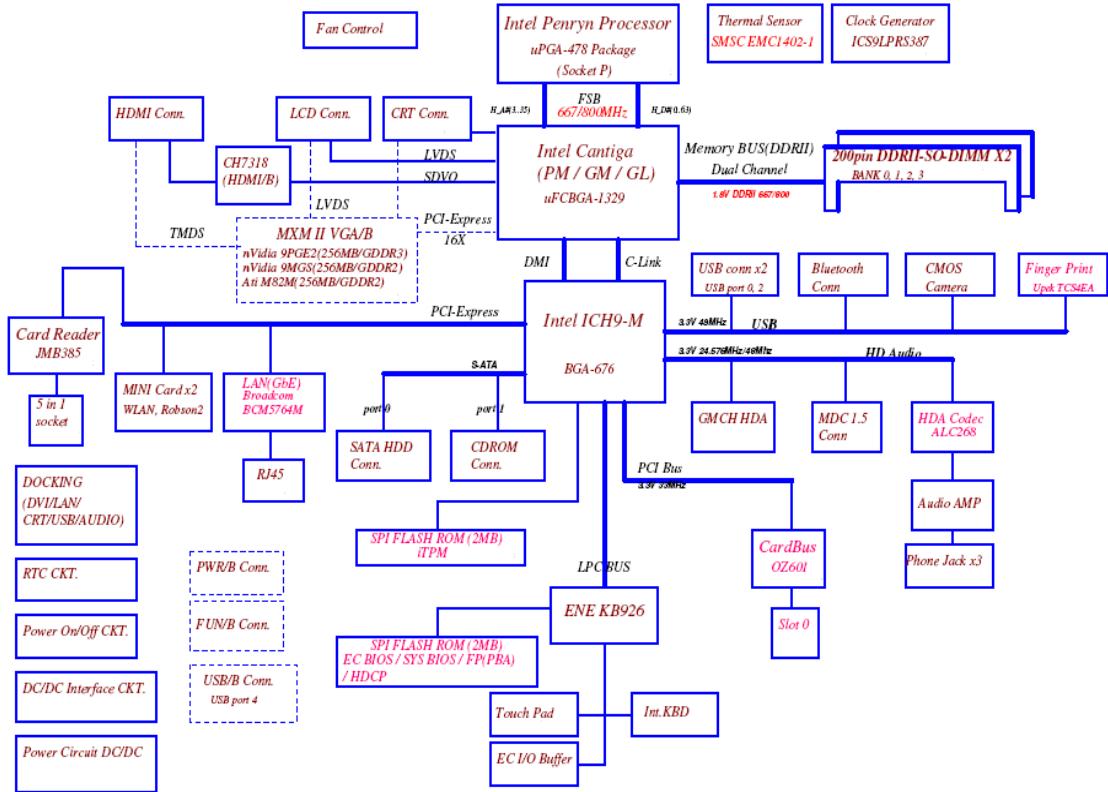 Fan Control
Intel Penryn Processor
uPGA-478 Package
(Socket P)
Thermal Sensor
SMSC EMC1402-1
Clock Generator
ICS9LPRS387
H_A#(3..35)
FSB
667/800MHz
H_D#(0.63)
HDMI Conn.
LCD Conn.
CRT Conn.
CH7318
(HDMI/B)
LVDS
SDVO
Intel Cantiga
(PM / GM / GL)
uFCBGA-1329
Memory BUS(DDRII)
Dual Channel
1.8V DDRII 667/800
200pin DDRII-SO-DIMM X2
BANK 0, 1, 2, 3
LVDS
TMDS
PCI-Express
16X
MXM II VGA/B
nVidia 9PGE2(256MB/GDDR3)
nVidia 9MGS(256MB/GDDR2)
Ati M82M(256MB/GDDR2)
DMI
C-Link
USB conn x2
USB port 0, 2
Bluetooth
Conn
CMOS
Camera
Finger Print
Upek TCS4EA
PCI-Express
Intel ICH9-M
BGA-676
3.3V 48MHz
USB
3.3V 24.576MHz/48Mhz
HD Audio
Card Reader
JMB385
5 in 1
socket
MINI Card x2
WLAN, Robson2
LAN(GbE)
Broadcom
BCM5764M
RJ45
S-ATA
port 0
port 1
SATA HDD
Conn.
CDROM
Conn.
GMCH HDA
MDC 1.5
Conn
HDA Codec
ALC268
Audio AMP
Phone Jack x3
PCI Bus
3.3V 33MHz
CardBus
OZ601
Slot 0
SPI FLASH ROM (2MB)
iTPM
LPC BUS
ENE KB926
SPI FLASH ROM (2MB)
EC BIOS / SYS BIOS / FP(PBA)
/ HDCP
Touch Pad
Int.KBD
EC I/O Buffer
DOCKING
(DVI/LAN/
CRT/USB/AUDIO)
RTC CKT.
Power On/Off CKT.
DC/DC Interface CKT.
Power Circuit DC/DC
PWR/B Conn.
FUN/B Conn.
USB/B Conn.
USB port 4